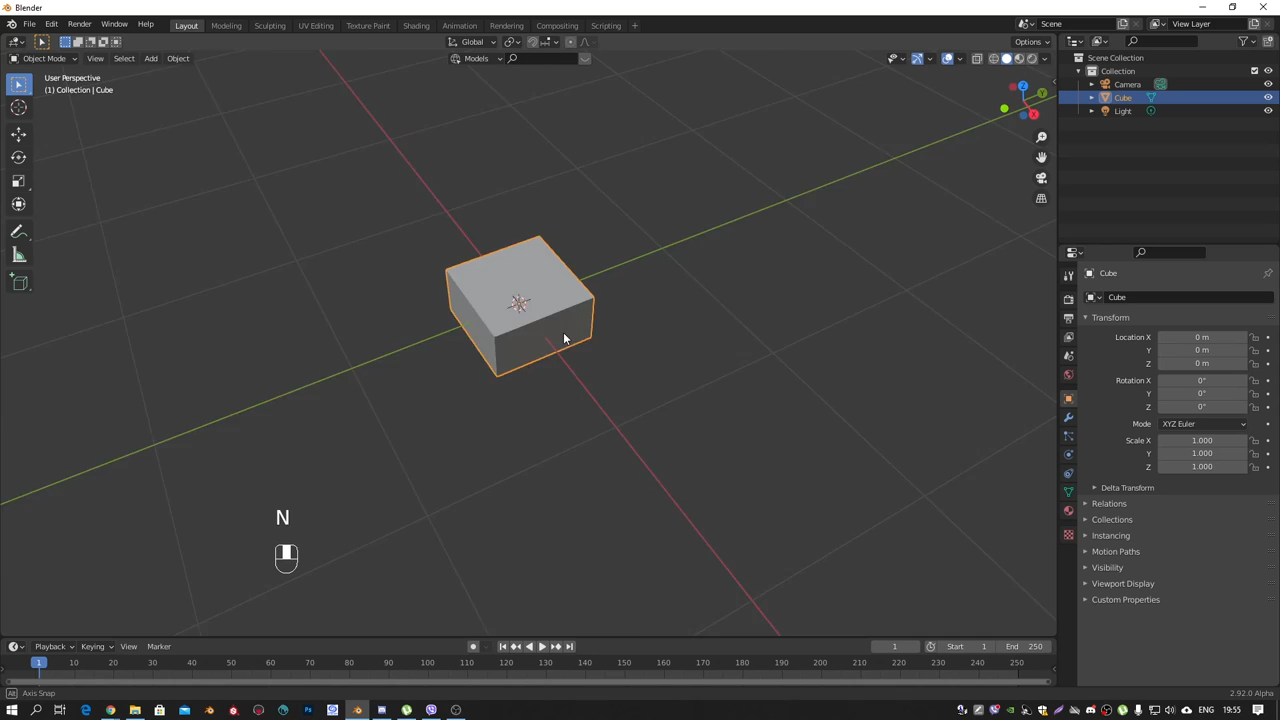 Blender
File Edit Render Window Help Layout Modeling Sculpting UV Editing Texture Paint Shading Animation Rendering Compositing Scripting + Scene View Layer
Global Options
Object Mode View Select Add Object Models
User Perspective
(1) Collection | Cube
Scene Collection
Collection
Camera
Cube
Light
Z
Y
X
Cube
Cube
Transform
Location X 0 m
Y 0 m
Z 0 m
Rotation X 0°
Y 0°
Z 0°
Mode XYZ Euler
Scale X 1.000
Y 1.000
Z 1.000
Delta Transform
Relations
Collections
Instancing
Motion Paths
Visibility
Viewport Display
Custom Properties
N
Playback Keying View Marker 1 Start 1 End 250
1 10 20 30 40 50 60 70 80 90 100 110 120 130 140 150 160 170 180 190 200 210 220 230 240 250
Alt Axis Snap 2.92.0 Alpha
ENG 19:55